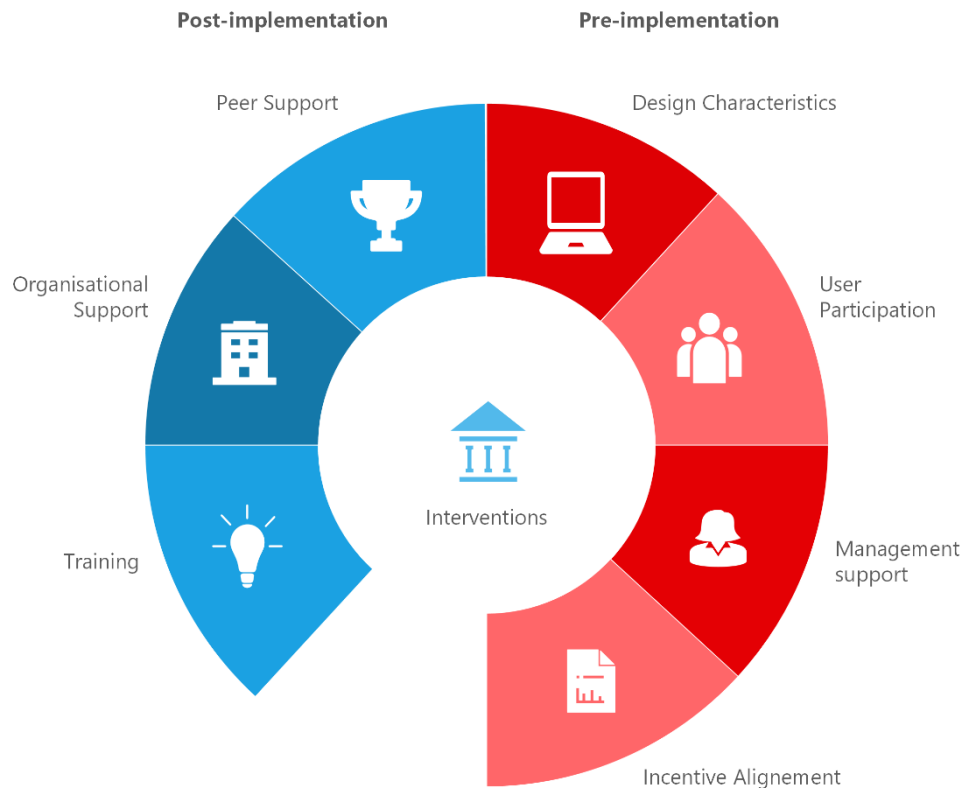 Post-implementation
Pre-implementation
Peer Support
Design Characteristics
Organisational
Support
User
Participation
Interventions
Training
Management
support
Incentive Alignement